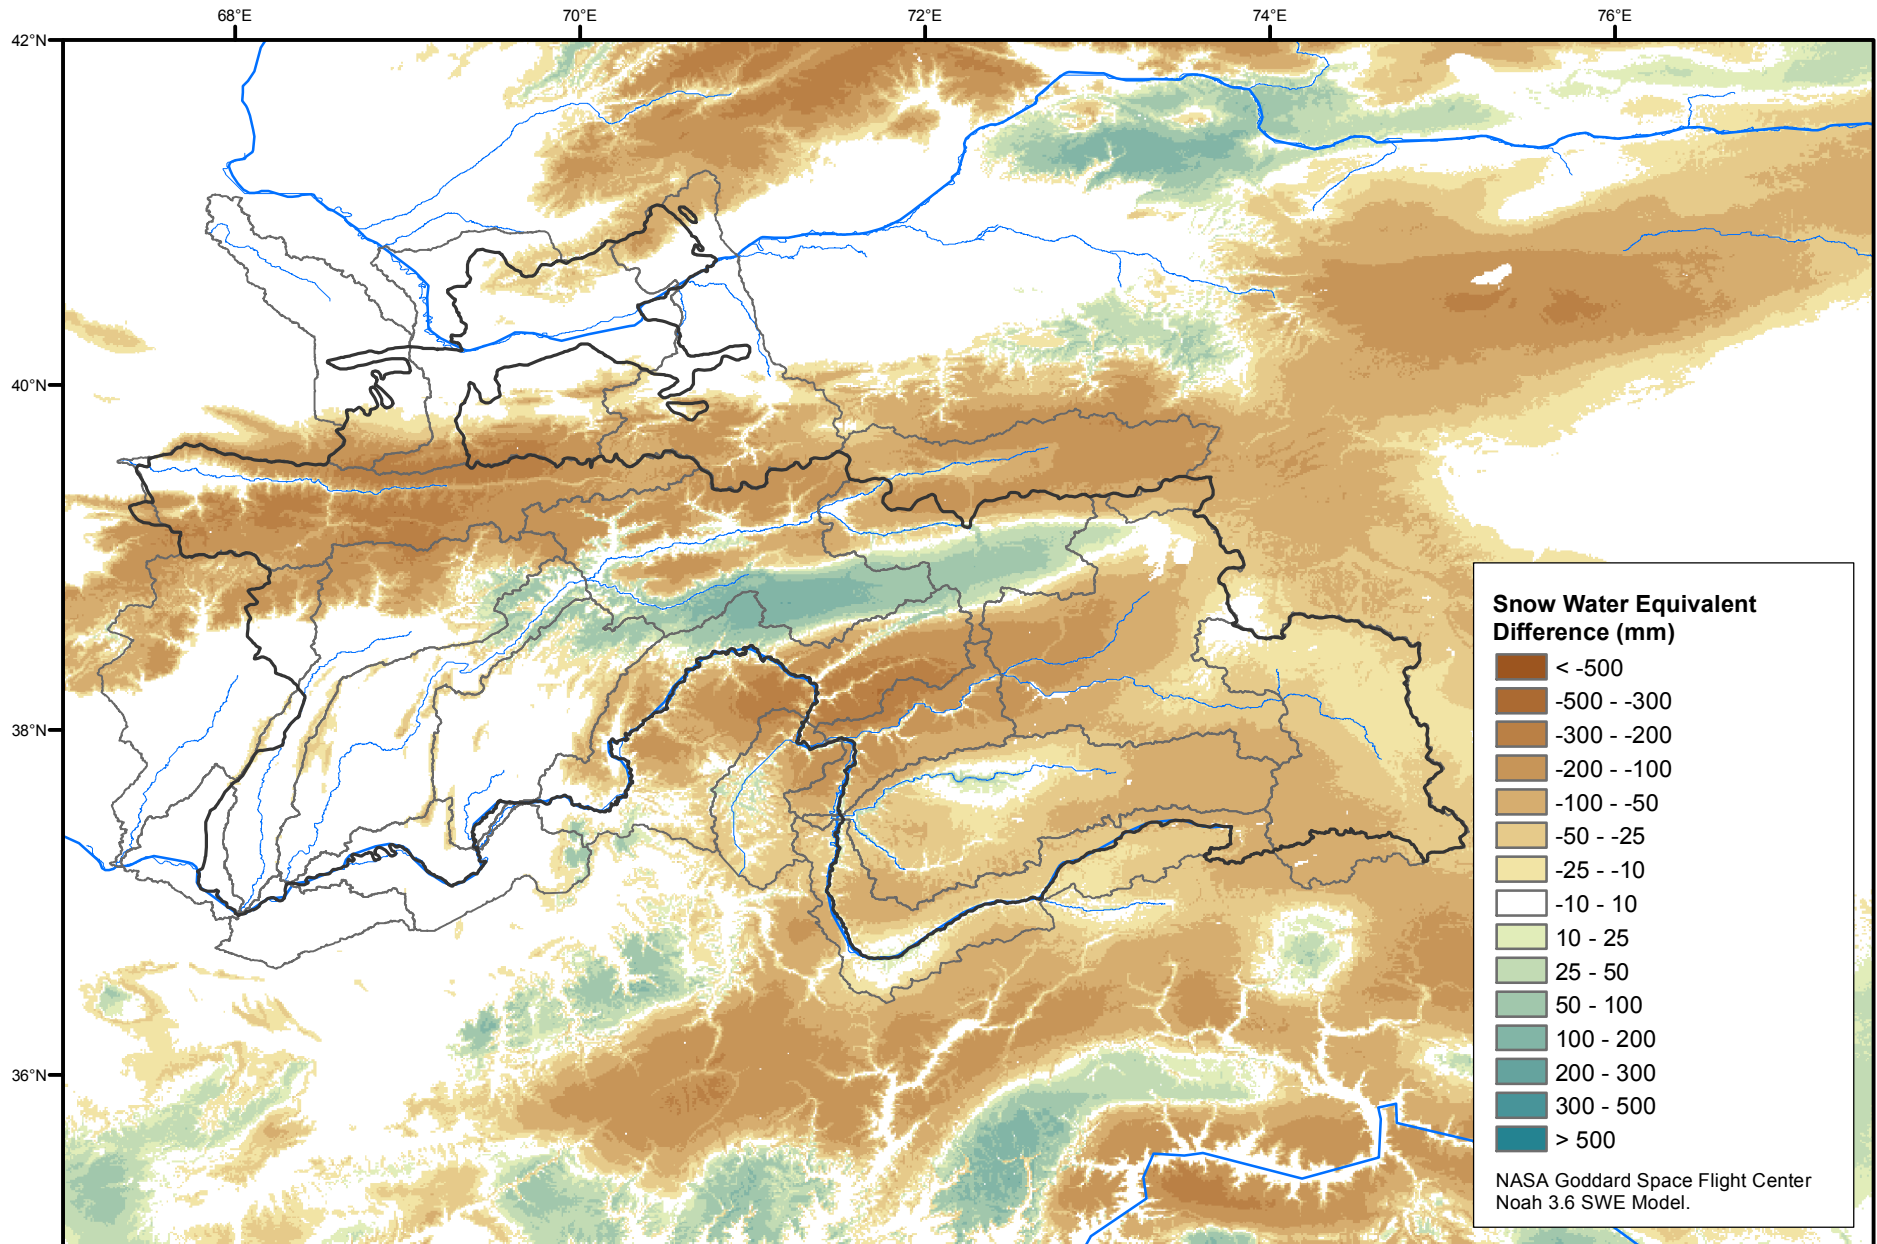 68°E
70°E
72°E
74°E
76°E
42°N
40°N
38°N
36°N
Snow Water Equivalent
Difference (mm)
< -500
-500 - -300
-300 - -200
-200 - -100
-100 - -50
-50 - -25
-25 - -10
-10 - 10
10 - 25
25 - 50
50 - 100
100 - 200
200 - 300
300 - 500
> 500
NASA Goddard Space Flight Center
Noah 3.6 SWE Model.